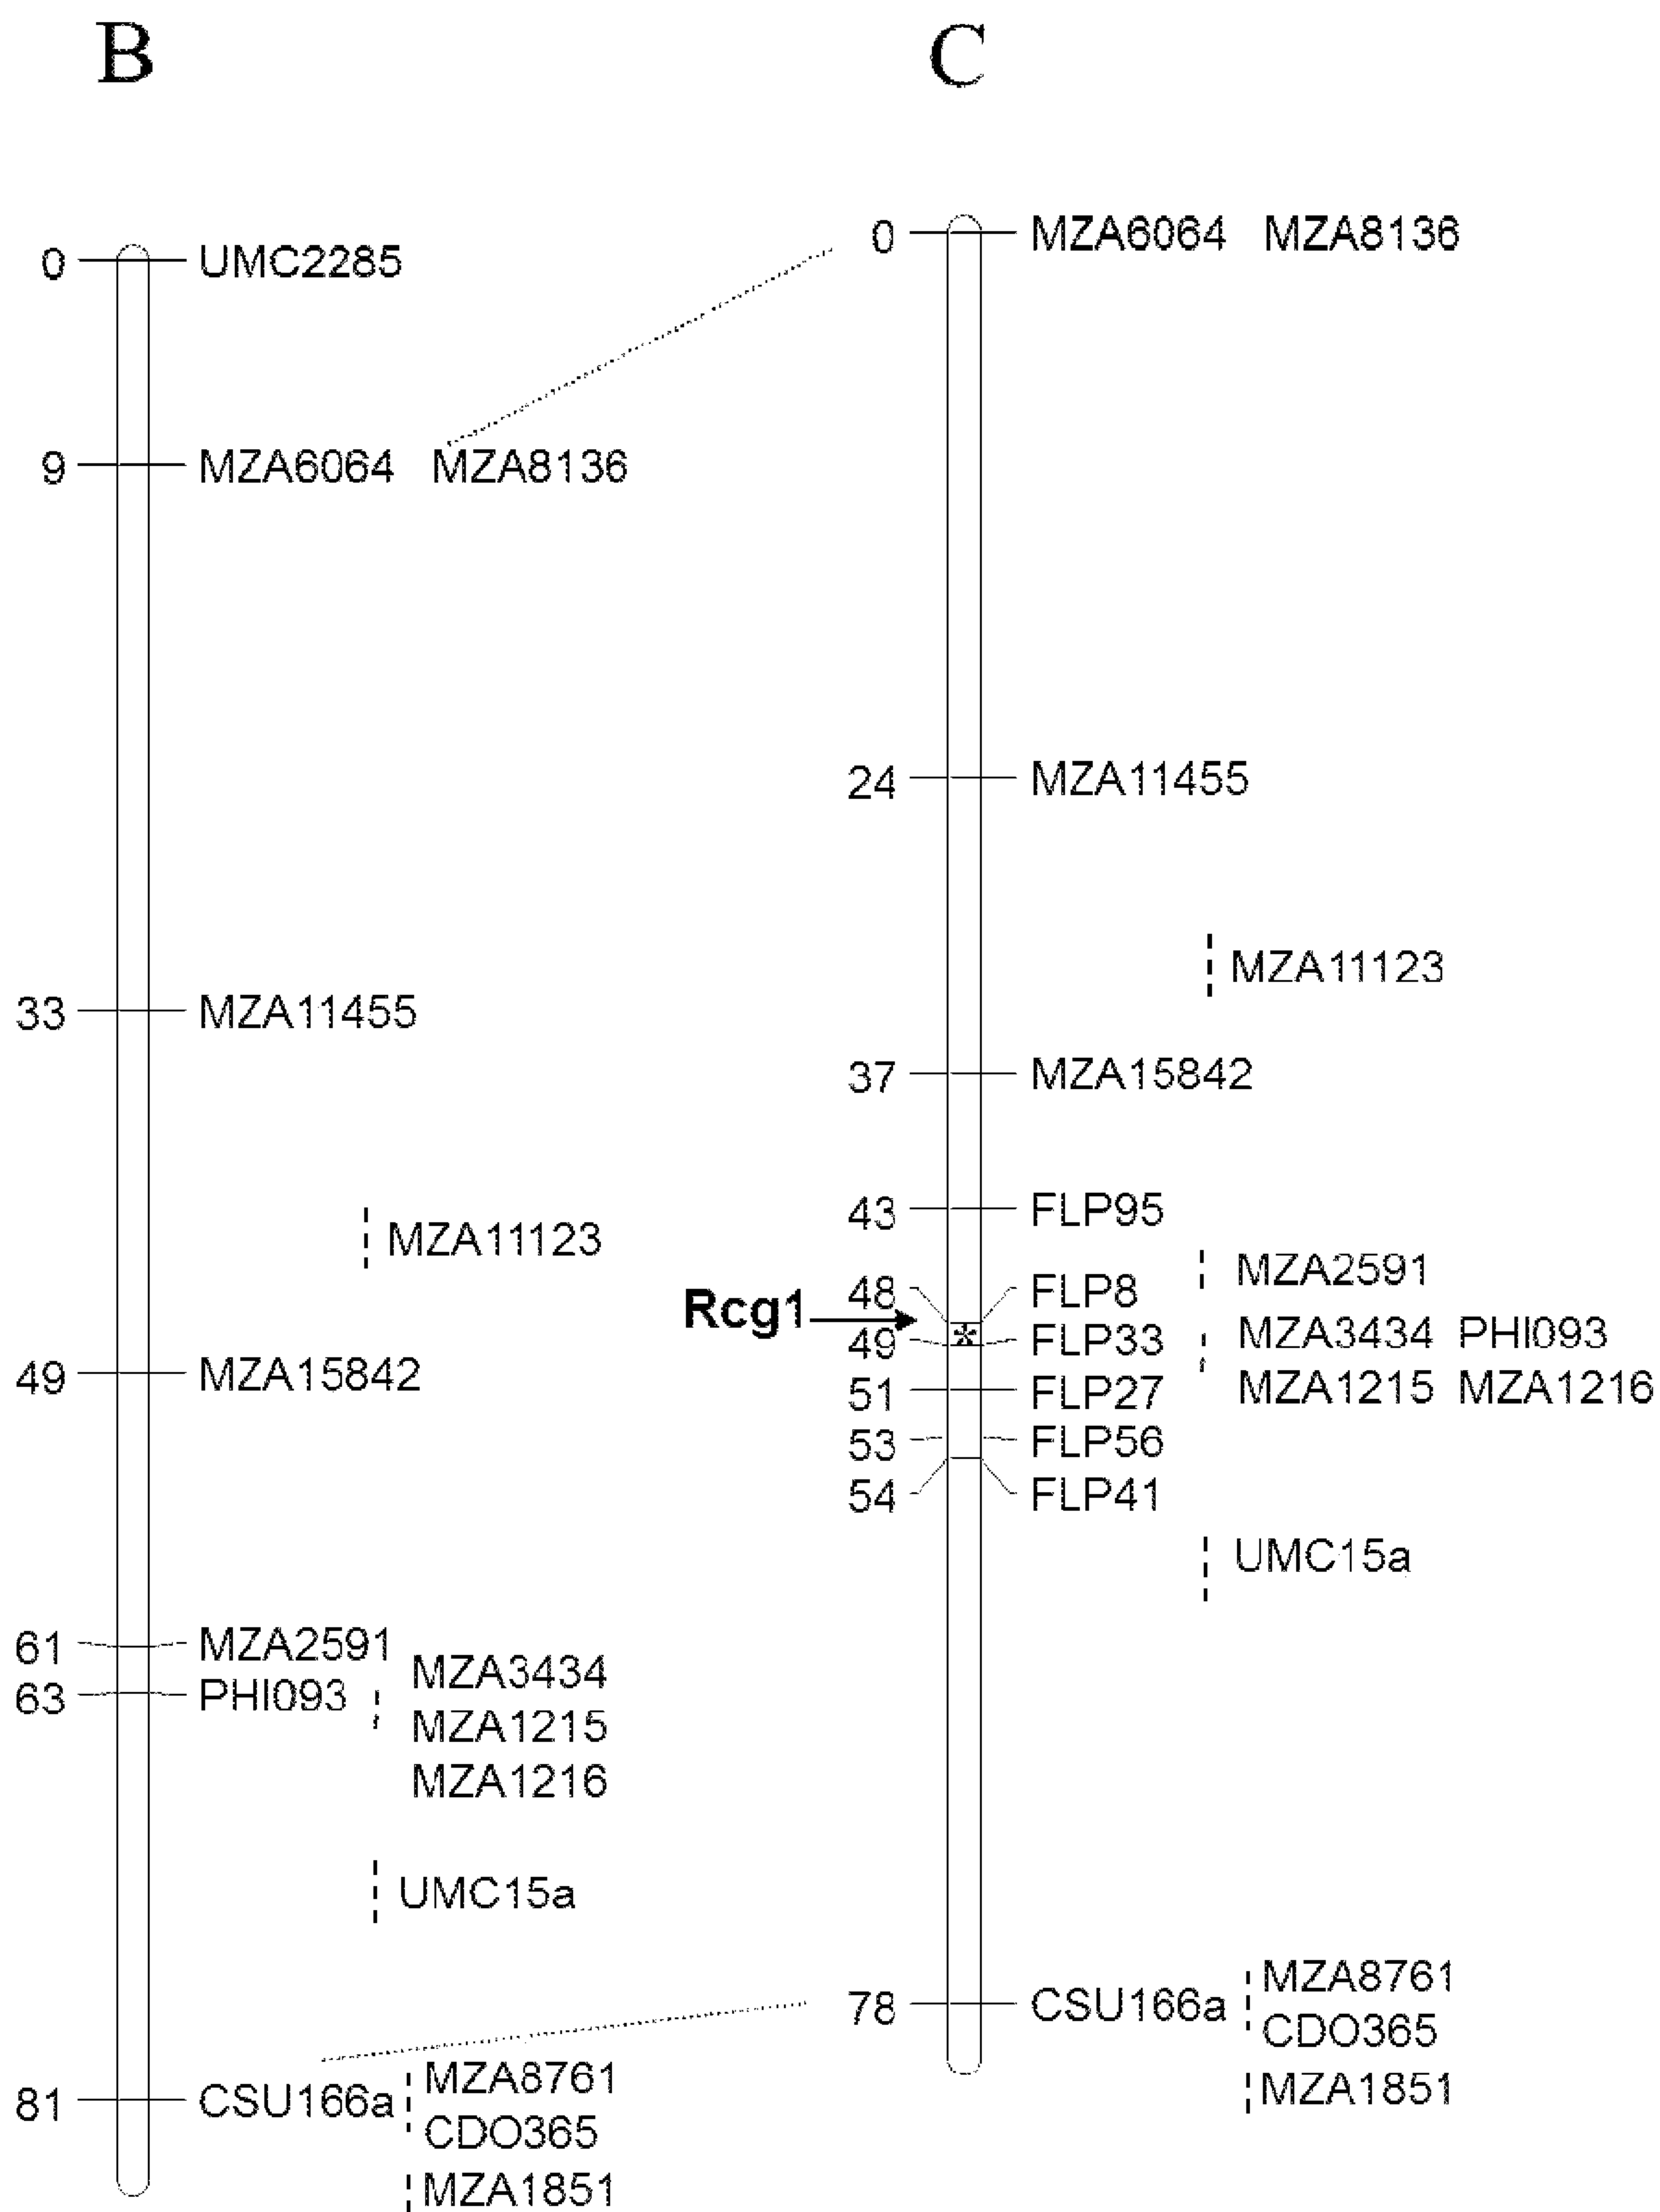 B
0 UMC2285
9 MZA6064 MZA8136
33 MZA11455
MZA11123
49 MZA15842
61 MZA2591
63 PHI093
MZA3434
MZA1215
MZA1216
UMC15a
81 CSU166a
MZA8761
CDO365
MZA1851
C
0 MZA6064 MZA8136
24 MZA11455
MZA11123
37 MZA15842
43 FLP95
MZA2591
48 FLP8
Rcg1
*
49 FLP33
MZA3434 PHI093
51 FLP27
MZA1215 MZA1216
53 FLP56
54 FLP41
UMC15a
78 CSU166a
MZA8761
CDO365
MZA1851